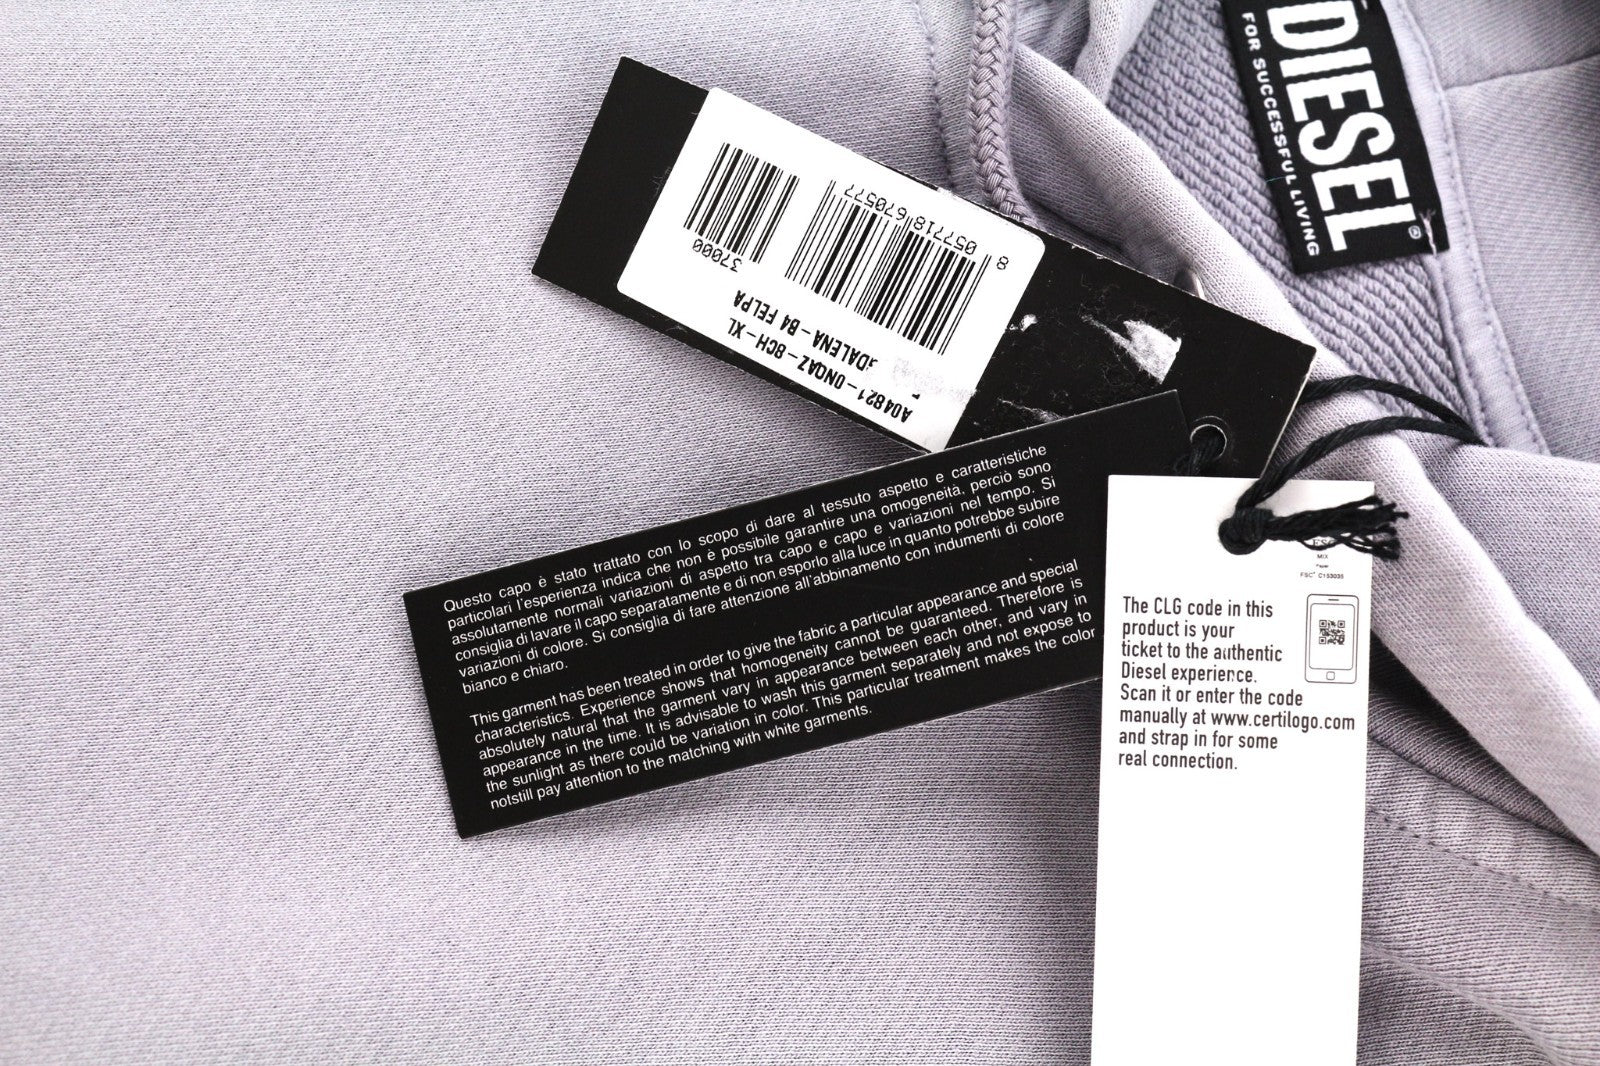 DIESEL®
FOR SUCCESSFUL LIVING
8 057718 670577
37000
A04821 - 0NQAZ - 8CH - XL
DALENA - B4 FELPA
Questo capo è stato trattato con lo scopo di dare al tessuto aspetto e caratteristiche
particolari l'esperienza indica che non è possibile garantire una omogeneità, perciò sono
assolutamente normali variazioni di aspetto tra capo e capo e variazioni nel tempo. Si
consiglia di lavare il capo separatamente e di non esporlo alla luce in quanto potrebbe subire
variazioni di colore. Si consiglia di fare attenzione all'abbinamento con indumenti di colore
bianco e chiaro.
This garment has been treated in order to give the fabric a particular appearance and special
characteristics. Experience shows that homogeneity cannot be guaranteed. Therefore is
absolutely natural that the garment vary in appearance between each other, and vary in
appearance in the time. It is advisable to wash this garment separately and not expose to
the sunlight as there could be variation in color. This particular treatment makes the color
notstill pay attention to the matching with white garments.
MIX
Paper
FSC® C153035
The CLG code in this
product is your
ticket to the authentic
Diesel experience.
Scan it or enter the code
manually at www.certilogo.com
and strap in for some
real connection.